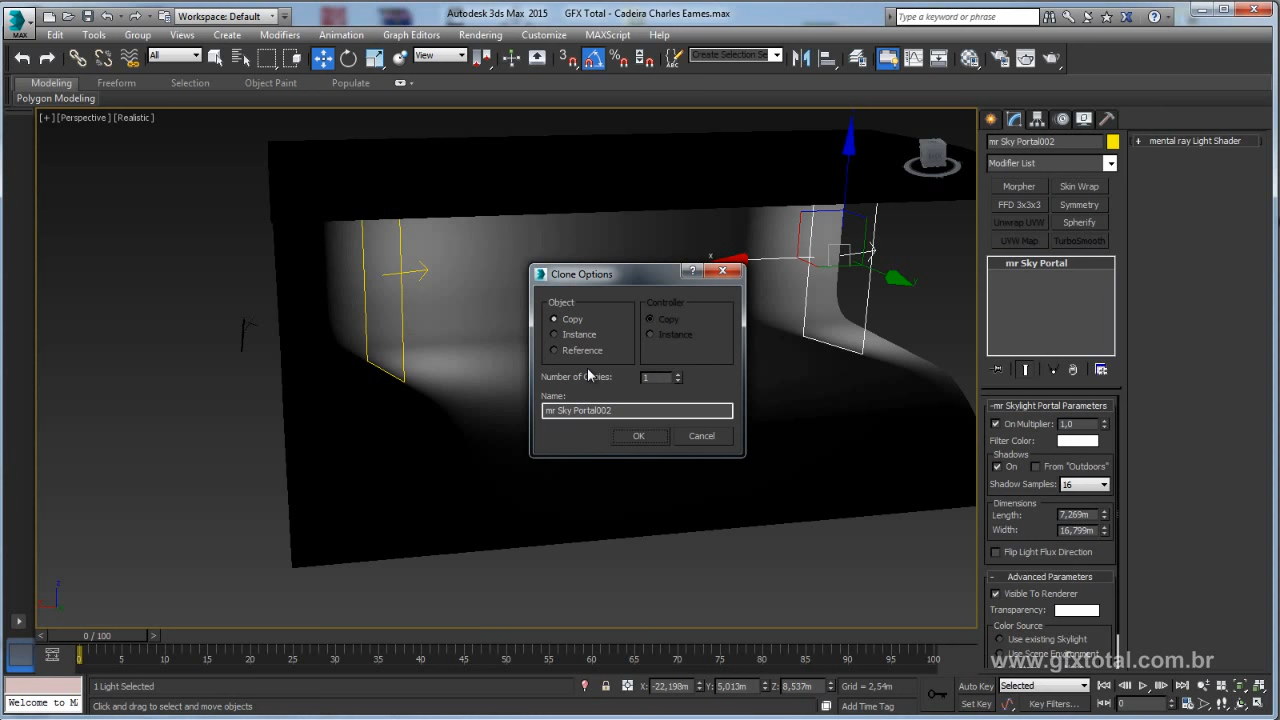 Workspace: Default
Autodesk 3ds Max 2015
GFX Total - Cadeira Charles Eames.max
Type a keyword or phrase
MAX
Edit
Tools
Group
Views
Create
Modifiers
Animation
Graph Editors
Rendering
Customize
MAXScript
Help
All
View
Create Selection Se
Modeling
Freeform
Selection
Object Paint
Populate
Polygon Modeling
[+] [Perspective] [Realistic]
x
y
Clone Options
Object
Copy
Instance
Reference
Controller
Copy
Instance
Number of Copies:
1
Name:
mr Sky Portal002
OK
Cancel
mr Sky Portal002
Modifier List
Morpher
Skin Wrap
FFD 3x3x3
Symmetry
Unwrap UVW
Spherify
UVW Map
TurboSmooth
mr Sky Portal
+ mental ray Light Shader
-mr Skylight Portal Parameters
On Multiplier: 1,0
Filter Color:
Shadows
On
From "Outdoors"
Shadow Samples: 16
Dimensions
Length: 7,269m
Width: 16,799m
Flip Light Flux Direction
- Advanced Parameters
Visible To Renderer
Transparency:
Color Source
Use existing Skylight
Use Scene Environment
www.gfxtotal.com.br
z
0 / 100
0 5 10 15 20 25 30 35 40 45 50 55 60 65 70 75 80 85 90 95 100
1 Light Selected
X: -22,198m
Y: 5,013m
Z: 8,537m
Grid = 2,54m
Auto Key
Selected
Welcome to MA
Click and drag to select and move objects
Add Time Tag
Set Key
Key Filters...
0